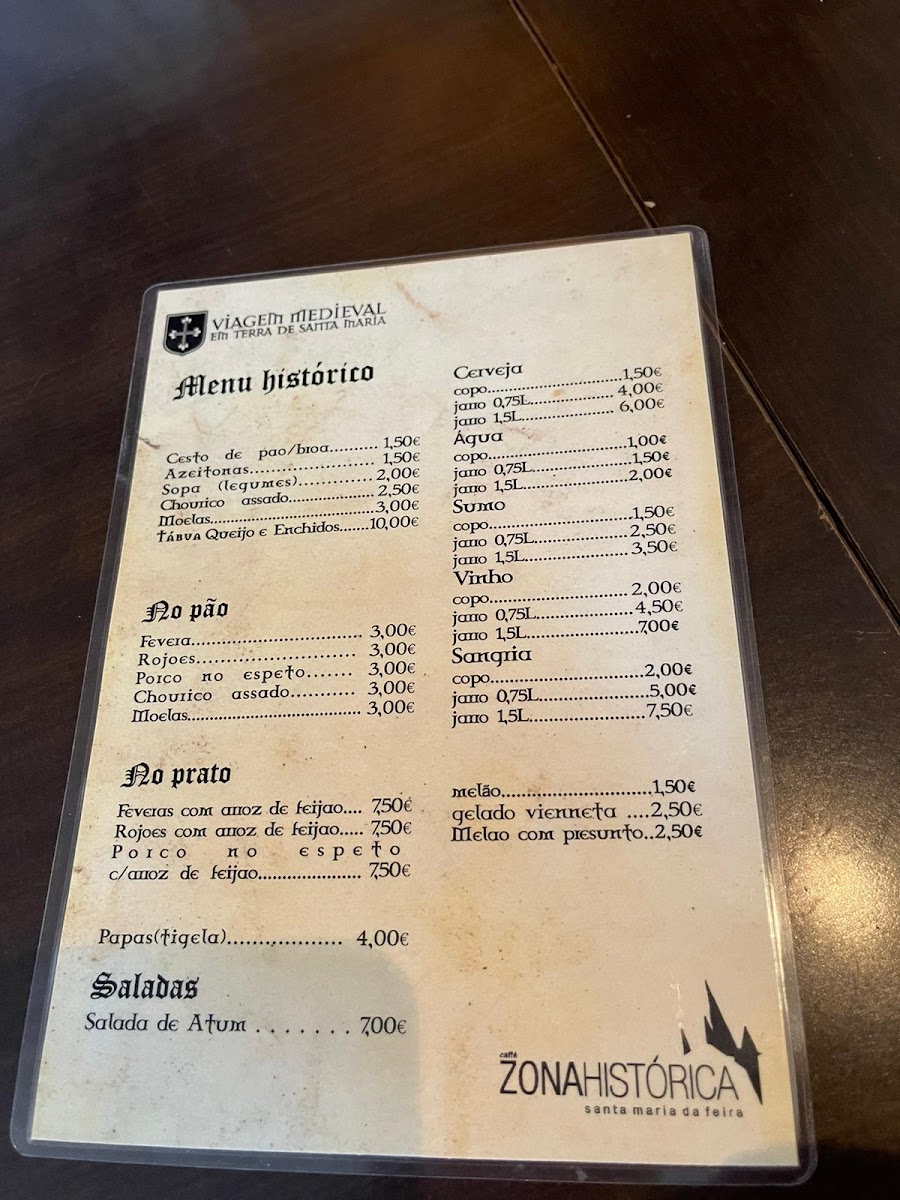 VIAGEM MEDIEVAL
EM TERRA DE SANTA MARIA
Menu histórico
Cesto de pao/broa......... 1,50€
Azeitonas................... 1,50€
Sopa (legumes)............ 2,00€
Chourico assado................ 2,50€
Moelas...............................3,00€
TÁBUA Queijo e Enchidos.......10,00€
No pão
Fevera............................... 3,00€
Rojoes......................... 3,00€
Porco no espeto....... 3,00€
Chourico assado........... 3,00€
Moelas...................................... 3,00€
No prato
Feveras com arroz de feijao.... 7,50€
Rojoes com arroz de feijao..... 7,50€
Porco no espeto
c/arroz de feijao..................... 7,50€
Papas(tigela).................. 4,00€
Saladas
Salada de Atum . . . . . . . 7,00€
Cerveja
copo..........................1,50€
jarro 0,75L................ 4,00€
jarro 1,5L.................. 6,00€
Água
copo...........................1,00€
jarro 0,75L...................1,50€
jarro 1,5L....................2,00€
Sumo
copo...........................1,50€
jarro 0,75L...................2,50€
jarro 1,5L................... 3,50€
Vinho
copo.......................... 2,00€
jarro 0,75L..................4,50€
jarro 1,5L....................7,00€
Sangria
copo...........................2,00€
jarro 0,75L...................5,00€
jarro 1,5L.....................7,50€
melão...........................1,50€
gelado vienneta ....2,50€
Melao com presunto..2,50€
caffé
ZONAHISTÓRICA
santa maria da feira